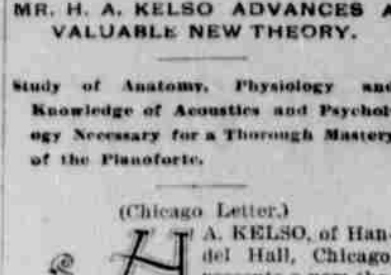 MR. H. A. KELSO ADVANCES A
VALUABLE NEW THEORY.
Study of Anatomy, Physiology and
Knowledge of Acoustics and Psychol-
ogy Necessary for a Thorough Mastery
of the Pianoforte.
(Chicago Letter.)
H A. KELSO, of Han-
del Hall, Chicago